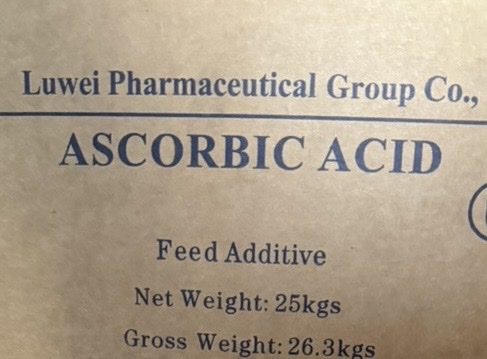 Luwei Pharmaceutical Group Co.,
ASCORBIC ACID
Feed Additive
Net Weight: 25kgs
Gross Weight: 26.3kgs